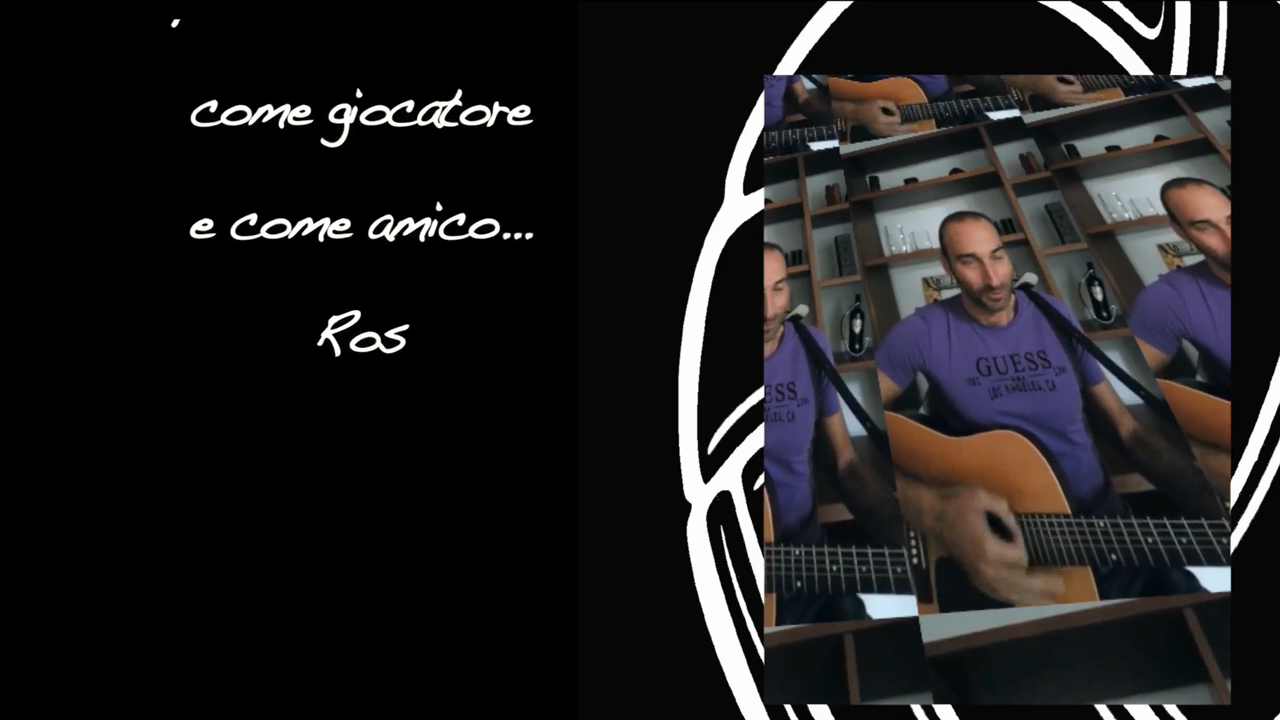 come giocatore
e come amico...
Ros
GUESS
LOS ANGELES, CA